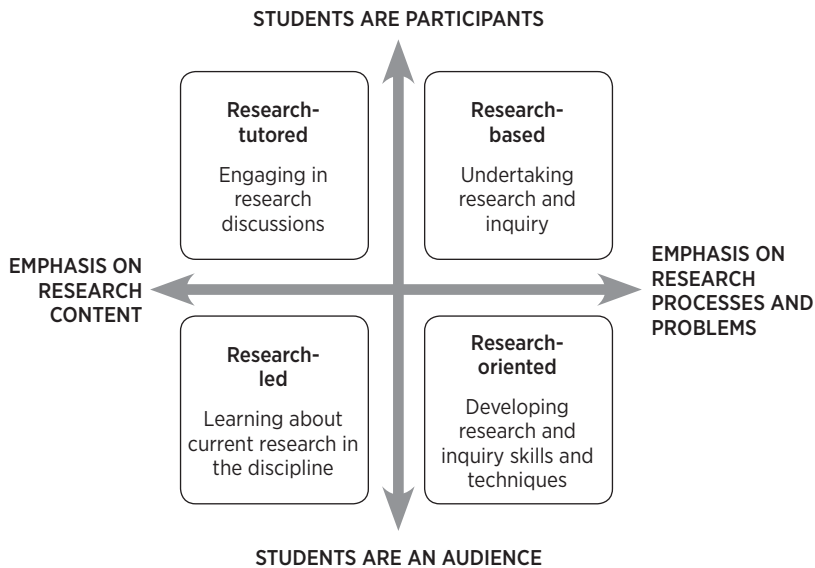 STUDENTS ARE PARTICIPANTS
Research-
tutored
Engaging in
research
discussions
Research-
based
Undertaking
research and
inquiry
EMPHASIS ON
RESEARCH
CONTENT
EMPHASIS ON
RESEARCH
PROCESSES AND
PROBLEMS
Research-
led
Learning about
current research in
the discipline
Research-
oriented
Developing
research and
inquiry skills and
techniques
STUDENTS ARE AN AUDIENCE